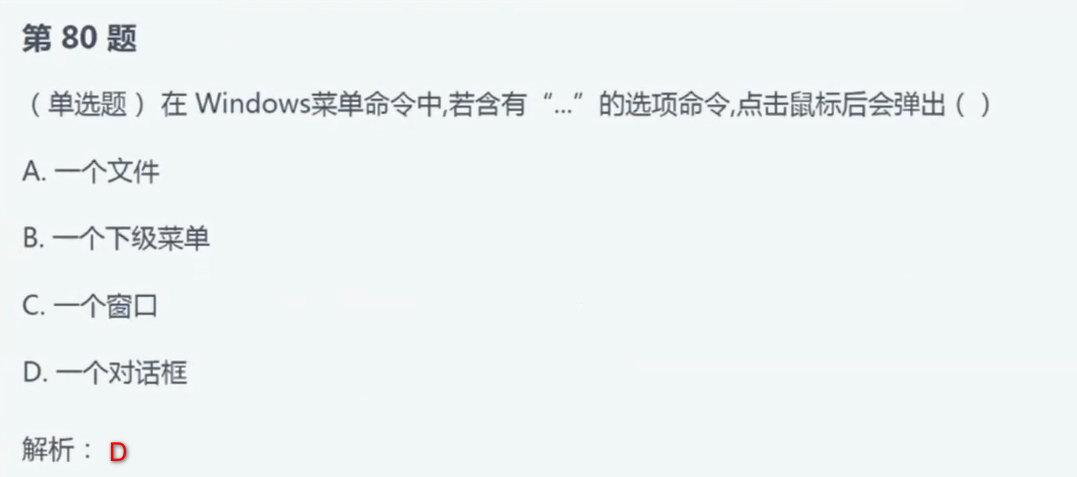 第 80 题
（ 单选题 ） 在 Windows菜单命令中,若含有“...”的选项命令,点击鼠标后会弹出（ ）
A. 一个文件
B. 一个下级菜单
C. 一个窗口
D. 一个对话框
解析： D